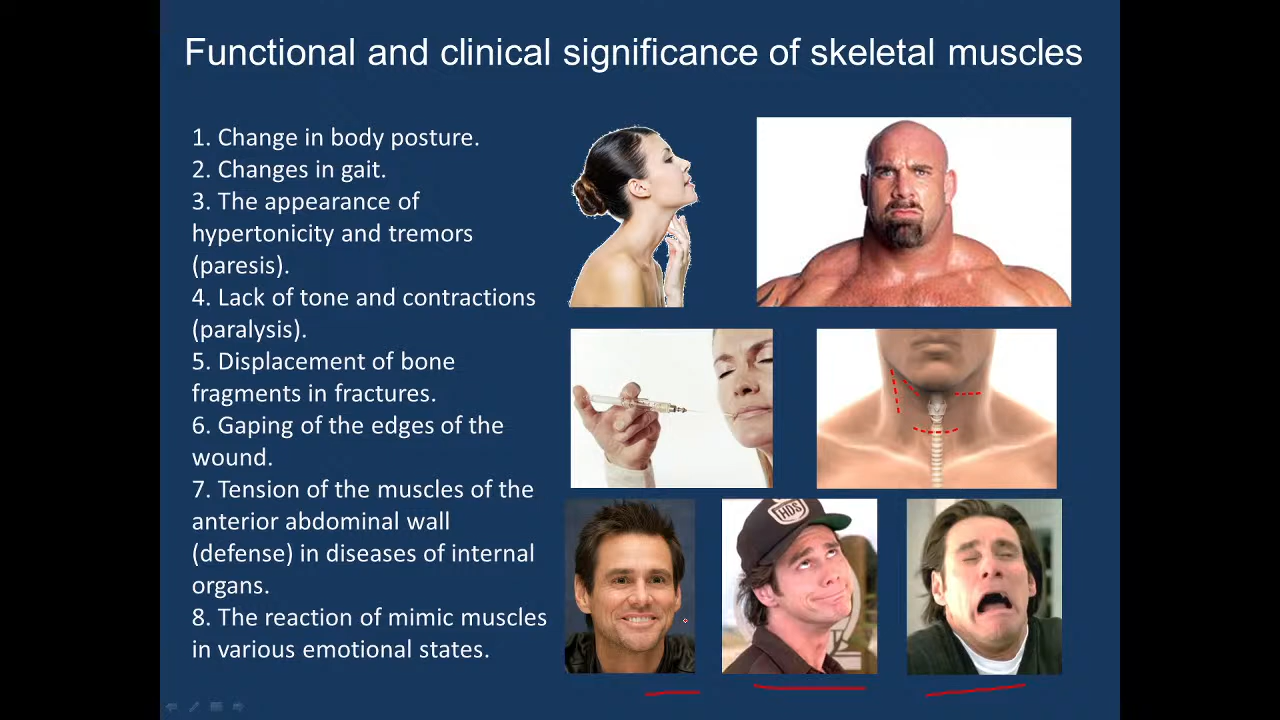 Functional and clinical significance of skeletal muscles
1. Change in body posture.
2. Changes in gait.
3. The appearance of
hypertonicity and tremors
(paresis).
4. Lack of tone and contractions
(paralysis).
5. Displacement of bone
fragments in fractures.
6. Gaping of the edges of the
wound.
7. Tension of the muscles of the
anterior abdominal wall
(defense) in diseases of internal
organs.
8. The reaction of mimic muscles
in various emotional states.
HDS